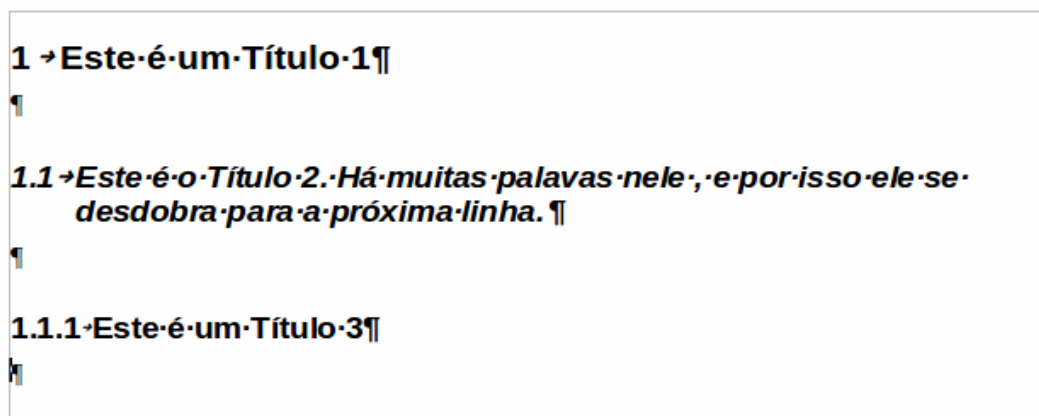 1 →Este·é·um·Título·1¶
¶
1.1→Este·é·o·Título·2.·Há·muitas·palavas·nele·,·e·por·isso·ele·se·
desdobra·para·a·próxima·linha.¶
¶
1.1.1→Este·é·um·Título·3¶
¶